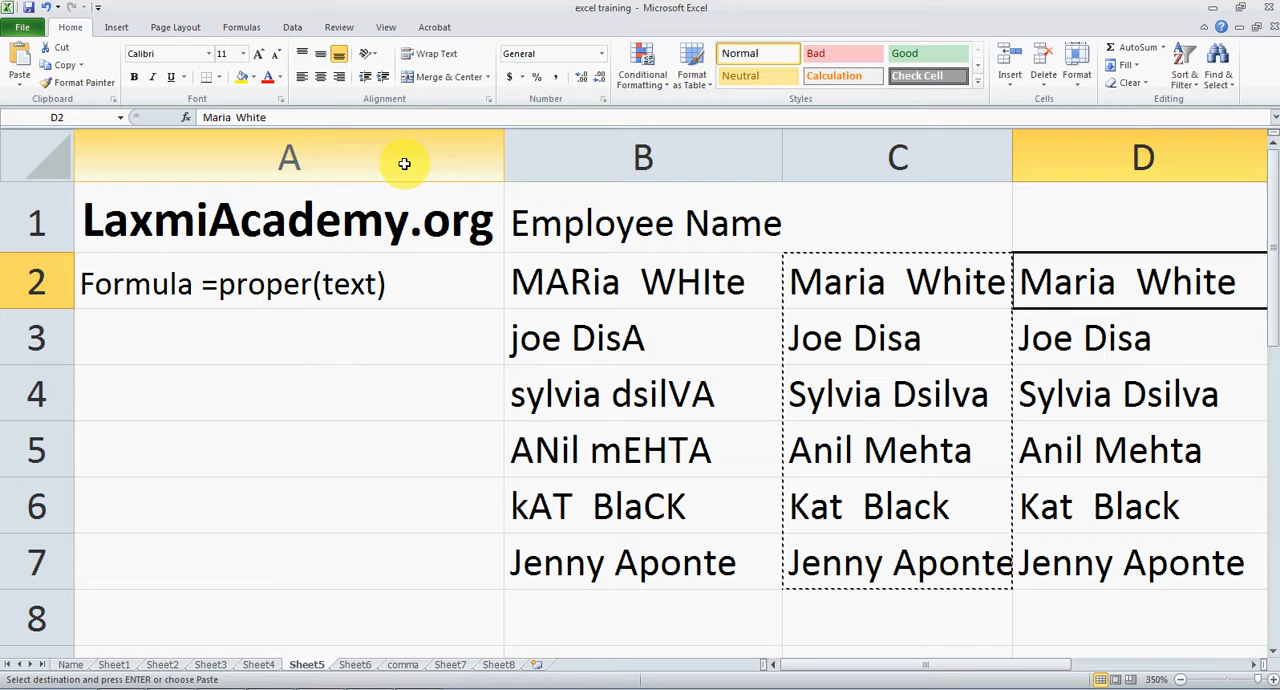 excel training - Microsoft Excel
File Home Insert Page Layout Formulas Data Review View Acrobat
Paste Cut Copy Format Painter
Calibri 11 Wrap Text General Conditional Formatting Format as Table Normal Bad Good Insert Delete Format AutoSum Sort & Filter Find & Select
B I U Merge & Center $ % , Neutral Calculation Check Cell Fill Clear
Clipboard Font Alignment Number Styles Cells Editing
D2 fx Maria  White
A B C D
1 LaxmiAcademy.org Employee Name
2 Formula =proper(text) MARia  WHIte Maria  White Maria  White
3 joe DisA Joe Disa Joe Disa
4 sylvia dsilVA Sylvia Dsilva Sylvia Dsilva
5 ANil mEHTA Anil Mehta Anil Mehta
6 kAT  BlaCK Kat  Black Kat  Black
7 Jenny Aponte Jenny Aponte Jenny Aponte
8
Name Sheet1 Sheet2 Sheet3 Sheet4 Sheet5 Sheet6 comma Sheet7 Sheet8
Select destination and press ENTER or choose Paste 350%